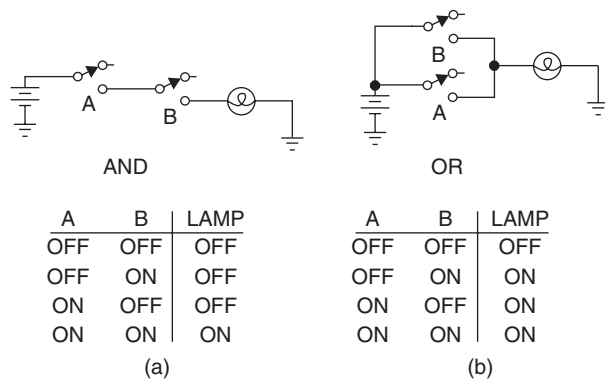 A
B
AND
A B LAMP
OFF OFF OFF
OFF ON OFF
ON OFF OFF
ON ON ON
(a)
B
A
OR
A B LAMP
OFF OFF OFF
OFF ON ON
ON OFF ON
ON ON ON
(b)